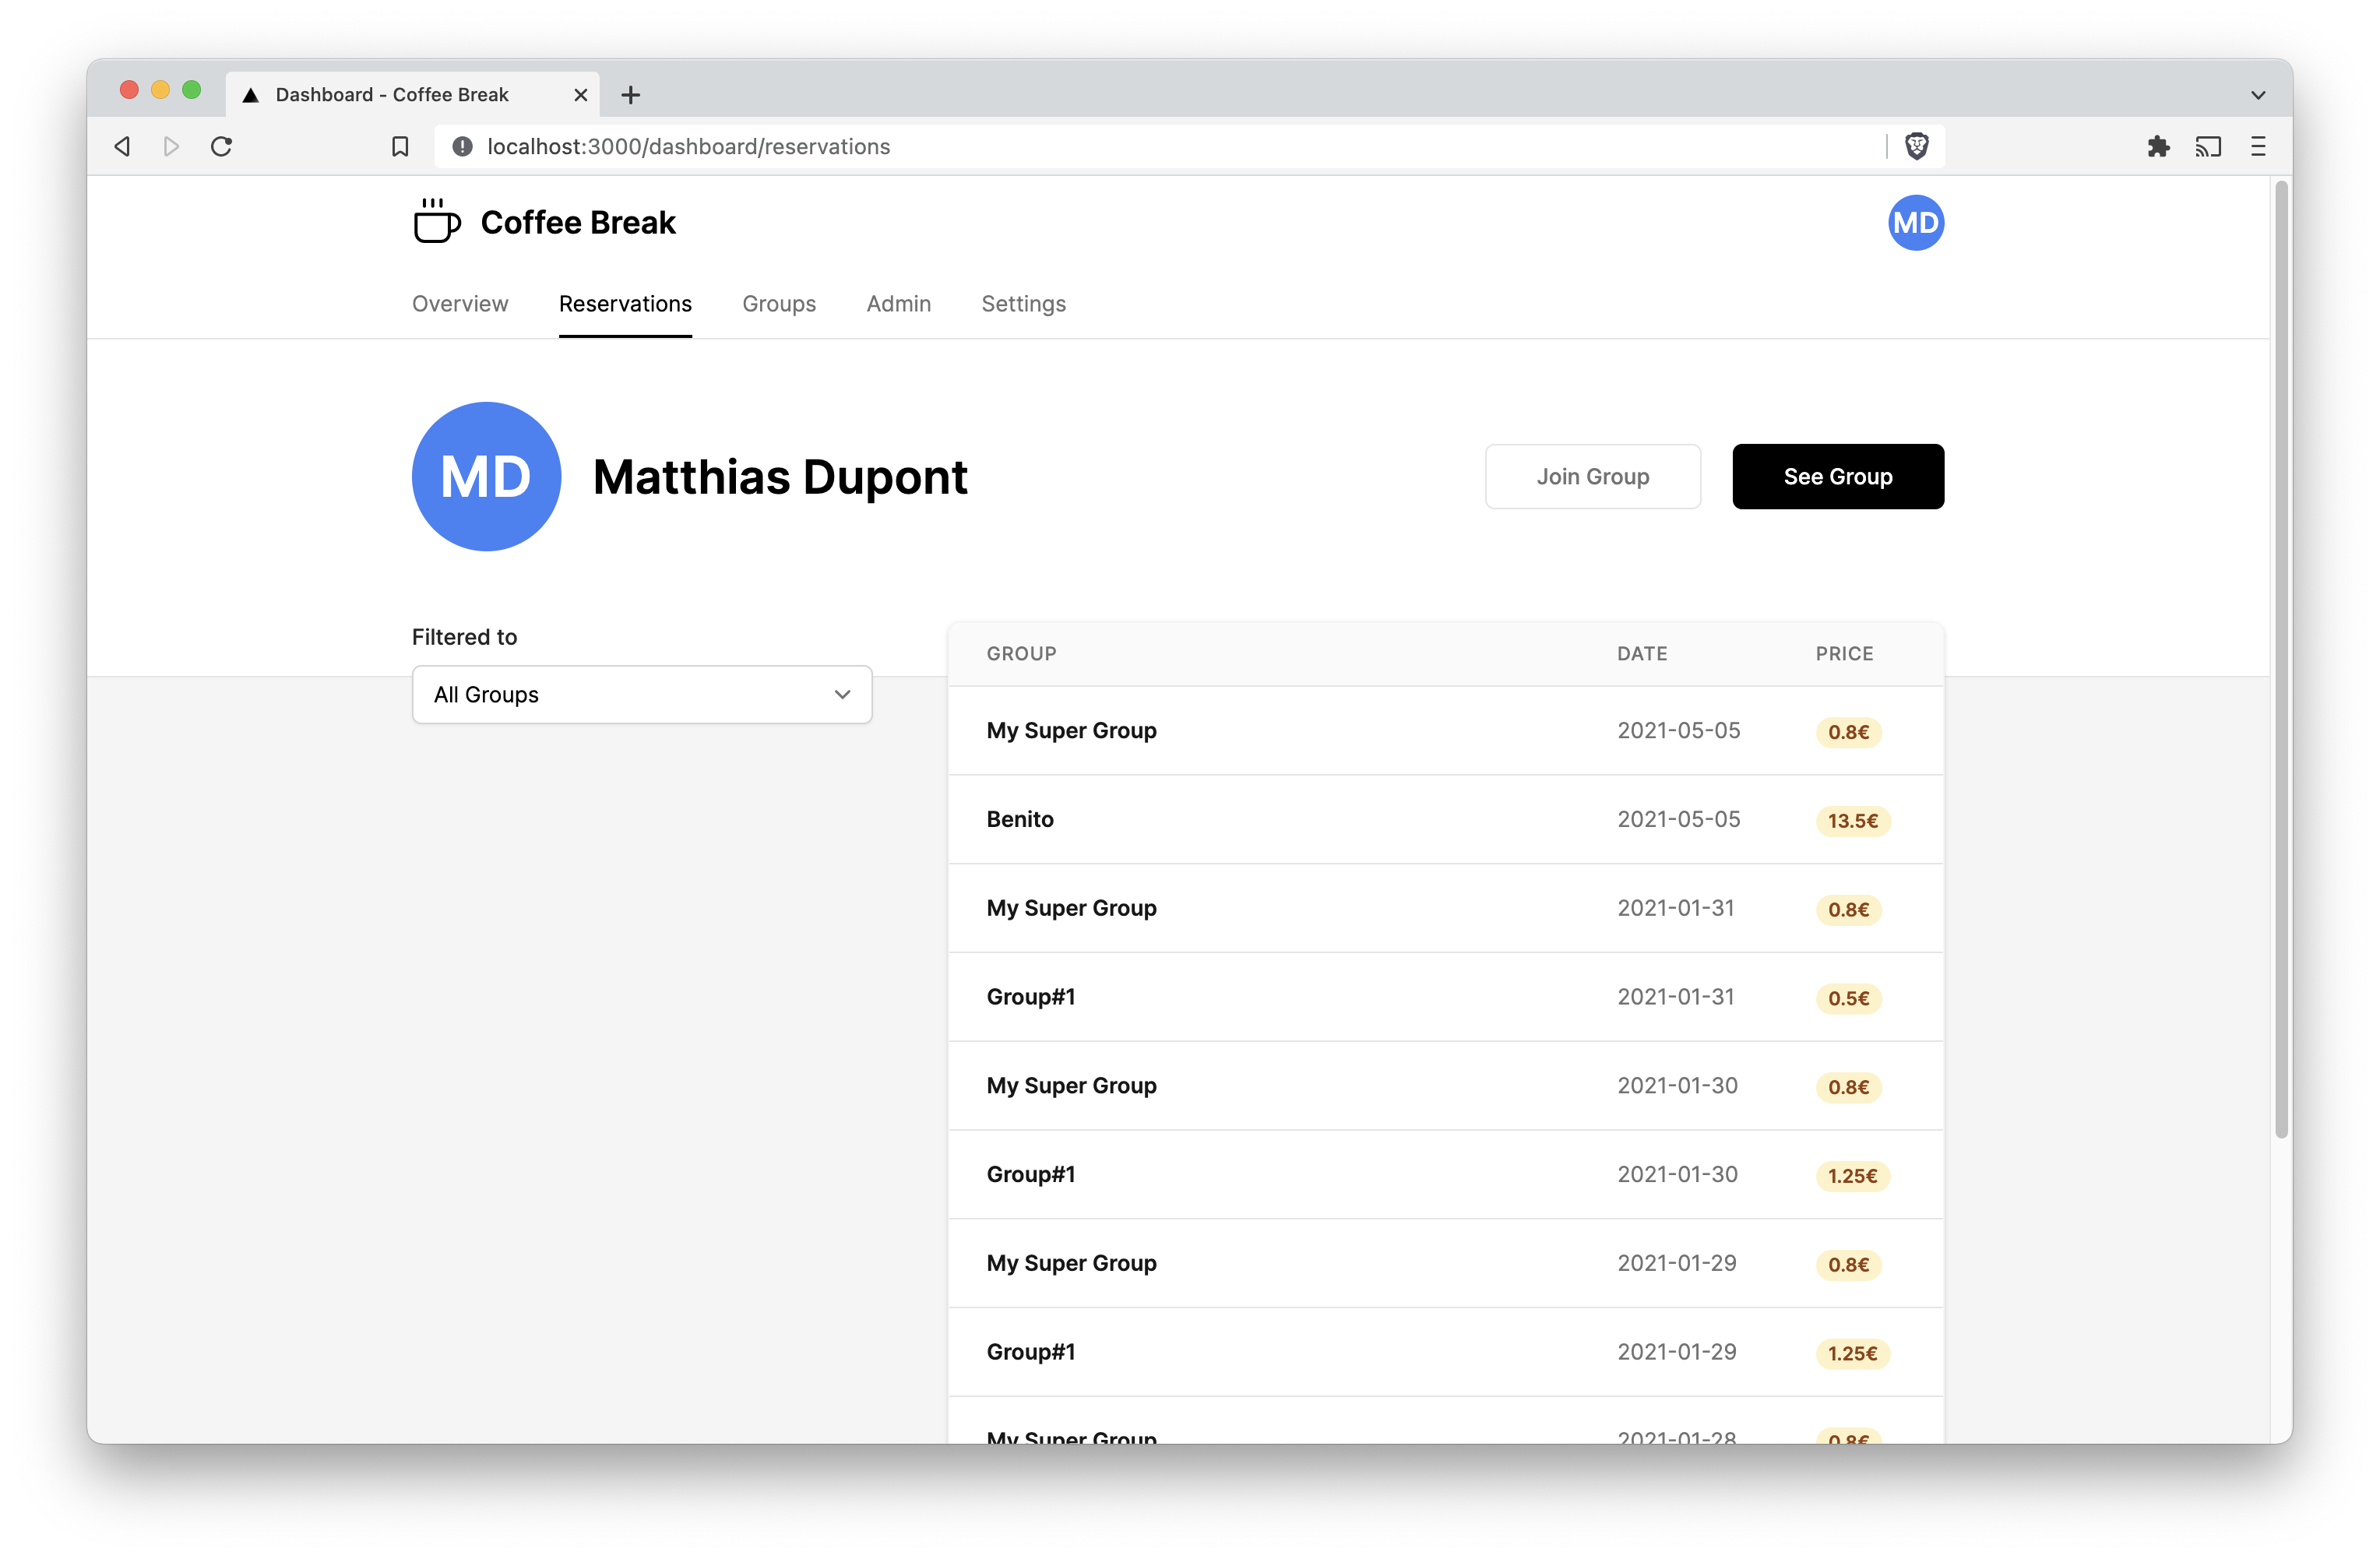 Dashboard - Coffee Break
localhost:3000/dashboard/reservations
Coffee Break
MD
Overview Reservations Groups Admin Settings
MD
Matthias Dupont
Join Group
See Group
Filtered to
All Groups
GROUP DATE PRICE
My Super Group 2021-05-05 0.8€
Benito 2021-05-05 13.5€
My Super Group 2021-01-31 0.8€
Group#1 2021-01-31 0.5€
My Super Group 2021-01-30 0.8€
Group#1 2021-01-30 1.25€
My Super Group 2021-01-29 0.8€
Group#1 2021-01-29 1.25€
My Super Group 2021-01-28 0.8€